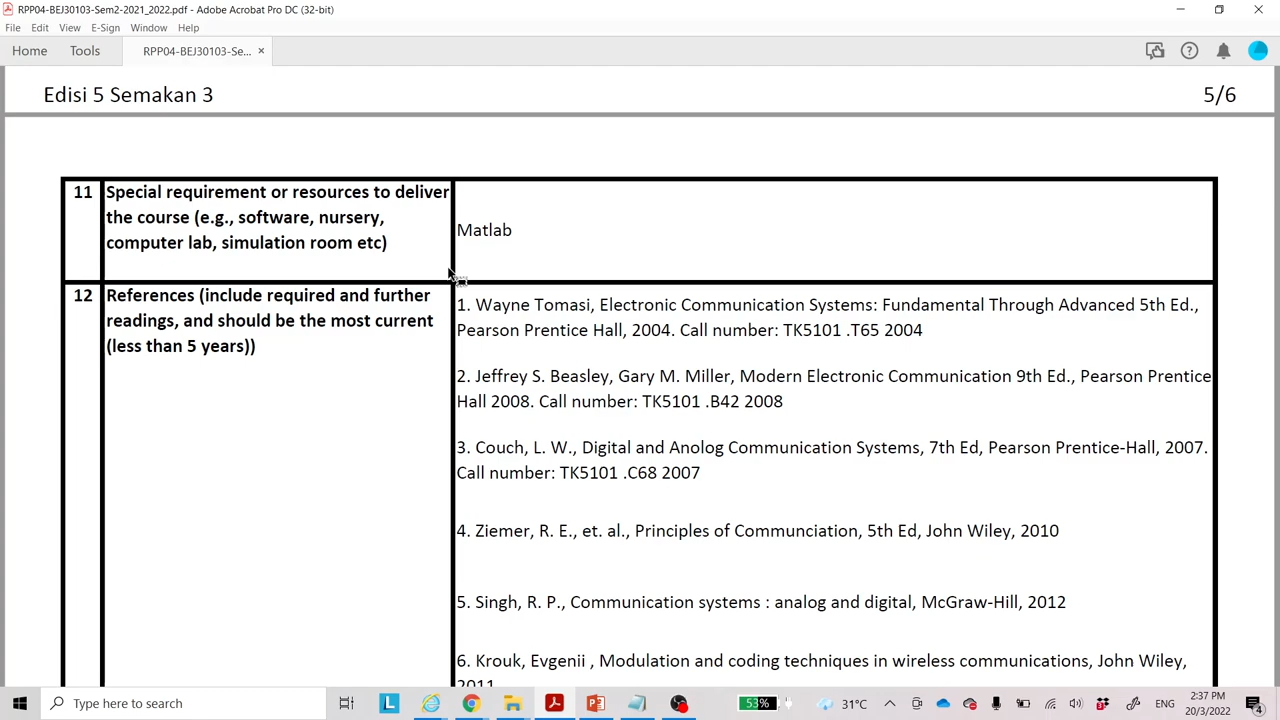 RPP04-BEJ30103-Sem2-2021_2022.pdf - Adobe Acrobat Pro DC (32-bit)
File Edit View E-Sign Window Help
Home Tools RPP04-BEJ30103-Se... ×
Edisi 5 Semakan 3 5/6
11 Special requirement or resources to deliver
the course (e.g., software, nursery,
computer lab, simulation room etc)
Matlab
12 References (include required and further
readings, and should be the most current
(less than 5 years))
1. Wayne Tomasi, Electronic Communication Systems: Fundamental Through Advanced 5th Ed.,
Pearson Prentice Hall, 2004. Call number: TK5101 .T65 2004
2. Jeffrey S. Beasley, Gary M. Miller, Modern Electronic Communication 9th Ed., Pearson Prentice
Hall 2008. Call number: TK5101 .B42 2008
3. Couch, L. W., Digital and Anolog Communication Systems, 7th Ed, Pearson Prentice-Hall, 2007.
Call number: TK5101 .C68 2007
4. Ziemer, R. E., et. al., Principles of Communciation, 5th Ed, John Wiley, 2010
5. Singh, R. P., Communication systems : analog and digital, McGraw-Hill, 2012
6. Krouk, Evgenii , Modulation and coding techniques in wireless communications, John Wiley,
2011
Type here to search
53%
31°C
ENG
2:37 PM
20/3/2022
4